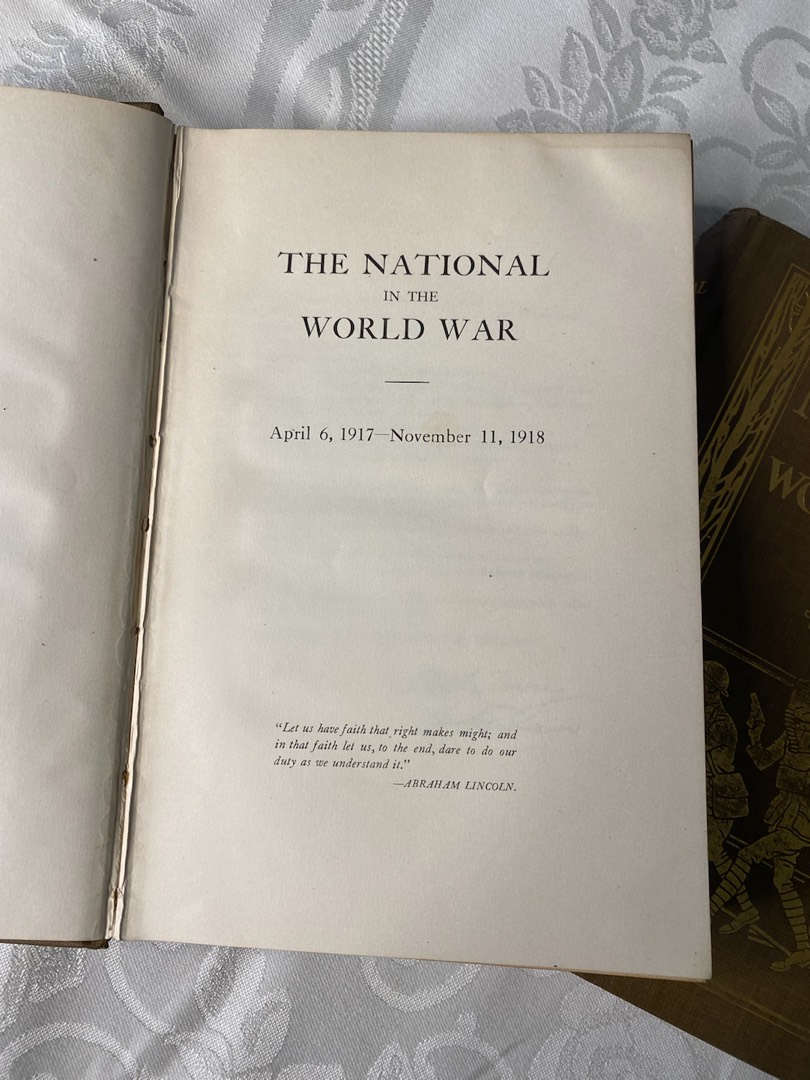 THE NATIONAL
IN THE
WORLD WAR
April 6, 1917—November 11, 1918
“Let us have faith that right makes might; and
in that faith let us, to the end, dare to do our
duty as we understand it.”
—ABRAHAM LINCOLN.